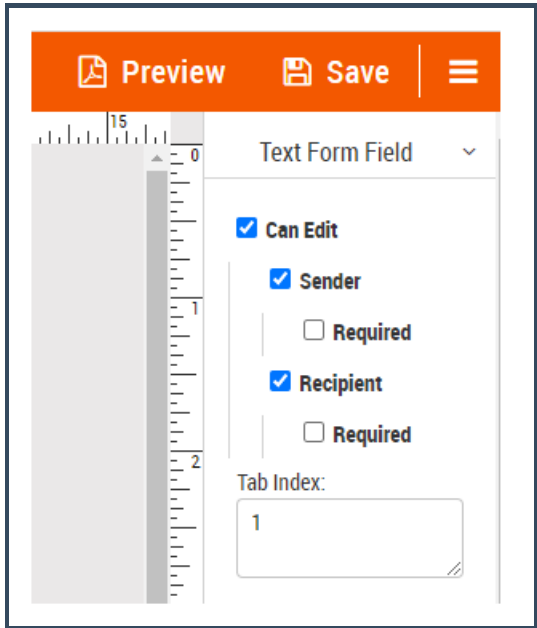 Preview Save
15
0
Text Form Field
Can Edit
Sender
1
Required
Recipient
Required
2
Tab Index:
1